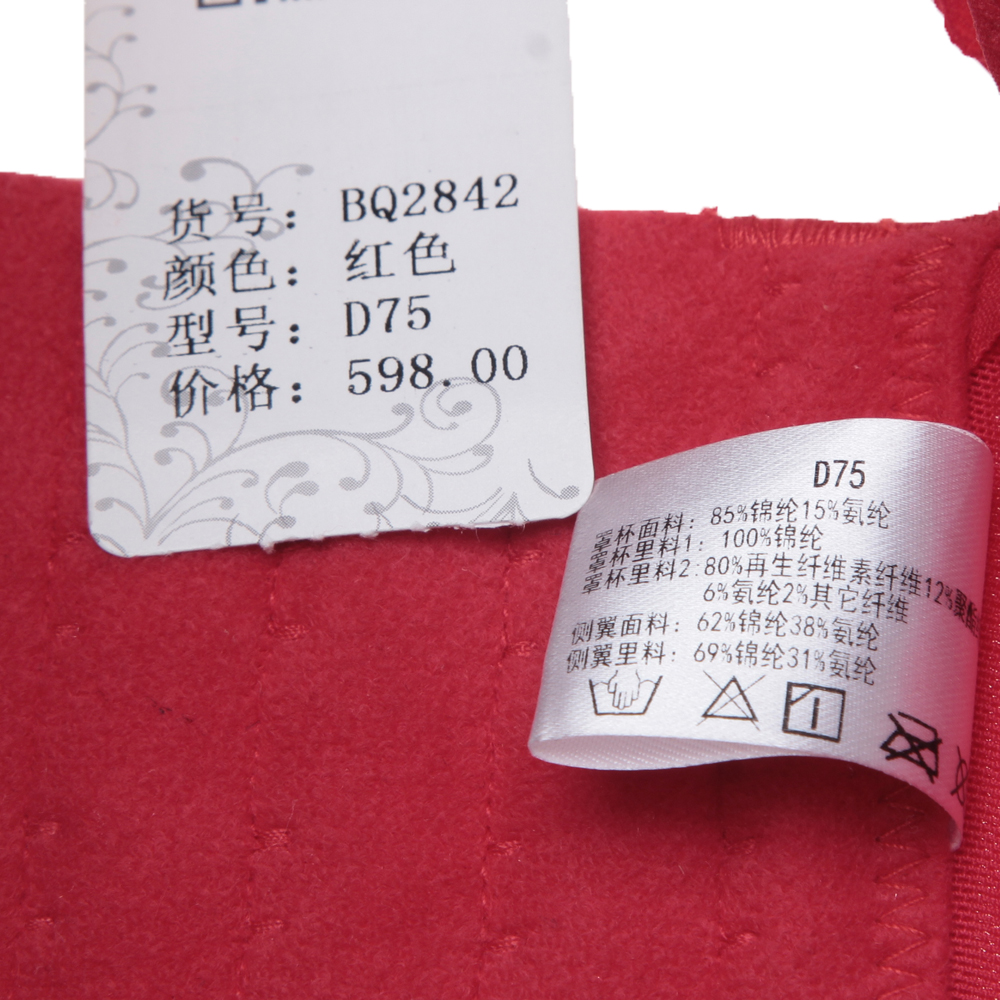 货号： BQ2842
颜色： 红色
型号： D75
价格： 598.00
D75
罩杯面料： 85%锦纶15%氨纶
罩杯里料1： 100%锦纶
罩杯里料2:80%再生纤维素纤维12%聚酯
6%氨纶2%其它纤维
侧翼面料： 62%锦纶38%氨纶
侧翼里料： 69%锦纶31%氨纶